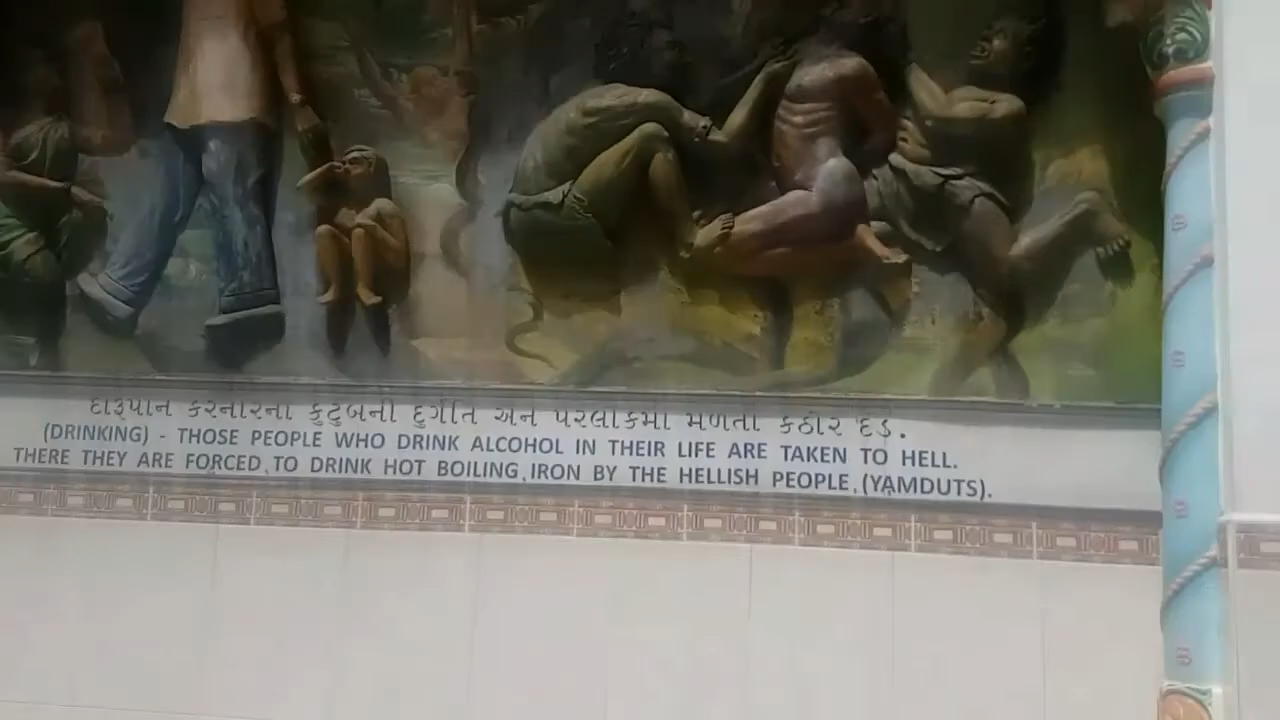 દારૂપાન કરનારના કુટુંબની દુર્ગતિ અને પરલોકમાં મળતો કઠોર દંડ.
(DRINKING) - THOSE PEOPLE WHO DRINK ALCOHOL IN THEIR LIFE ARE TAKEN TO HELL.
THERE THEY ARE FORCED TO DRINK HOT BOILING IRON BY THE HELLISH PEOPLE (YAMDUTS).